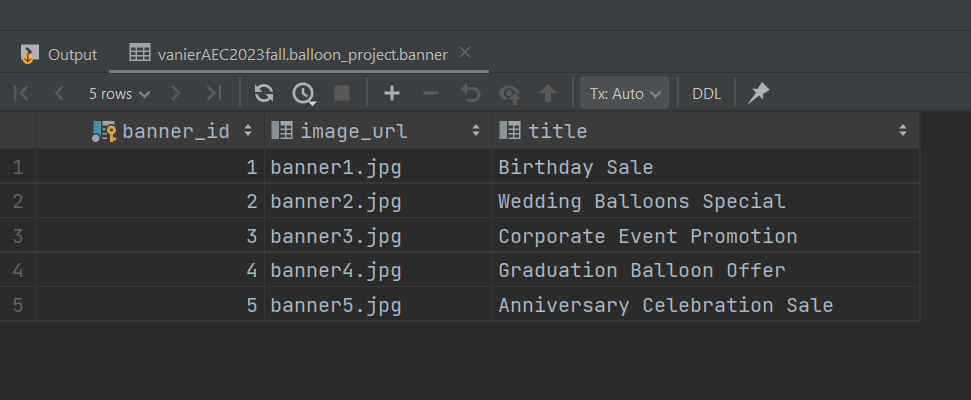 Output vanierAEC2023fall.balloon_project.banner
5 rows Tx: Auto DDL
banner_id image_url title
1 1 banner1.jpg Birthday Sale
2 2 banner2.jpg Wedding Balloons Special
3 3 banner3.jpg Corporate Event Promotion
4 4 banner4.jpg Graduation Balloon Offer
5 5 banner5.jpg Anniversary Celebration Sale